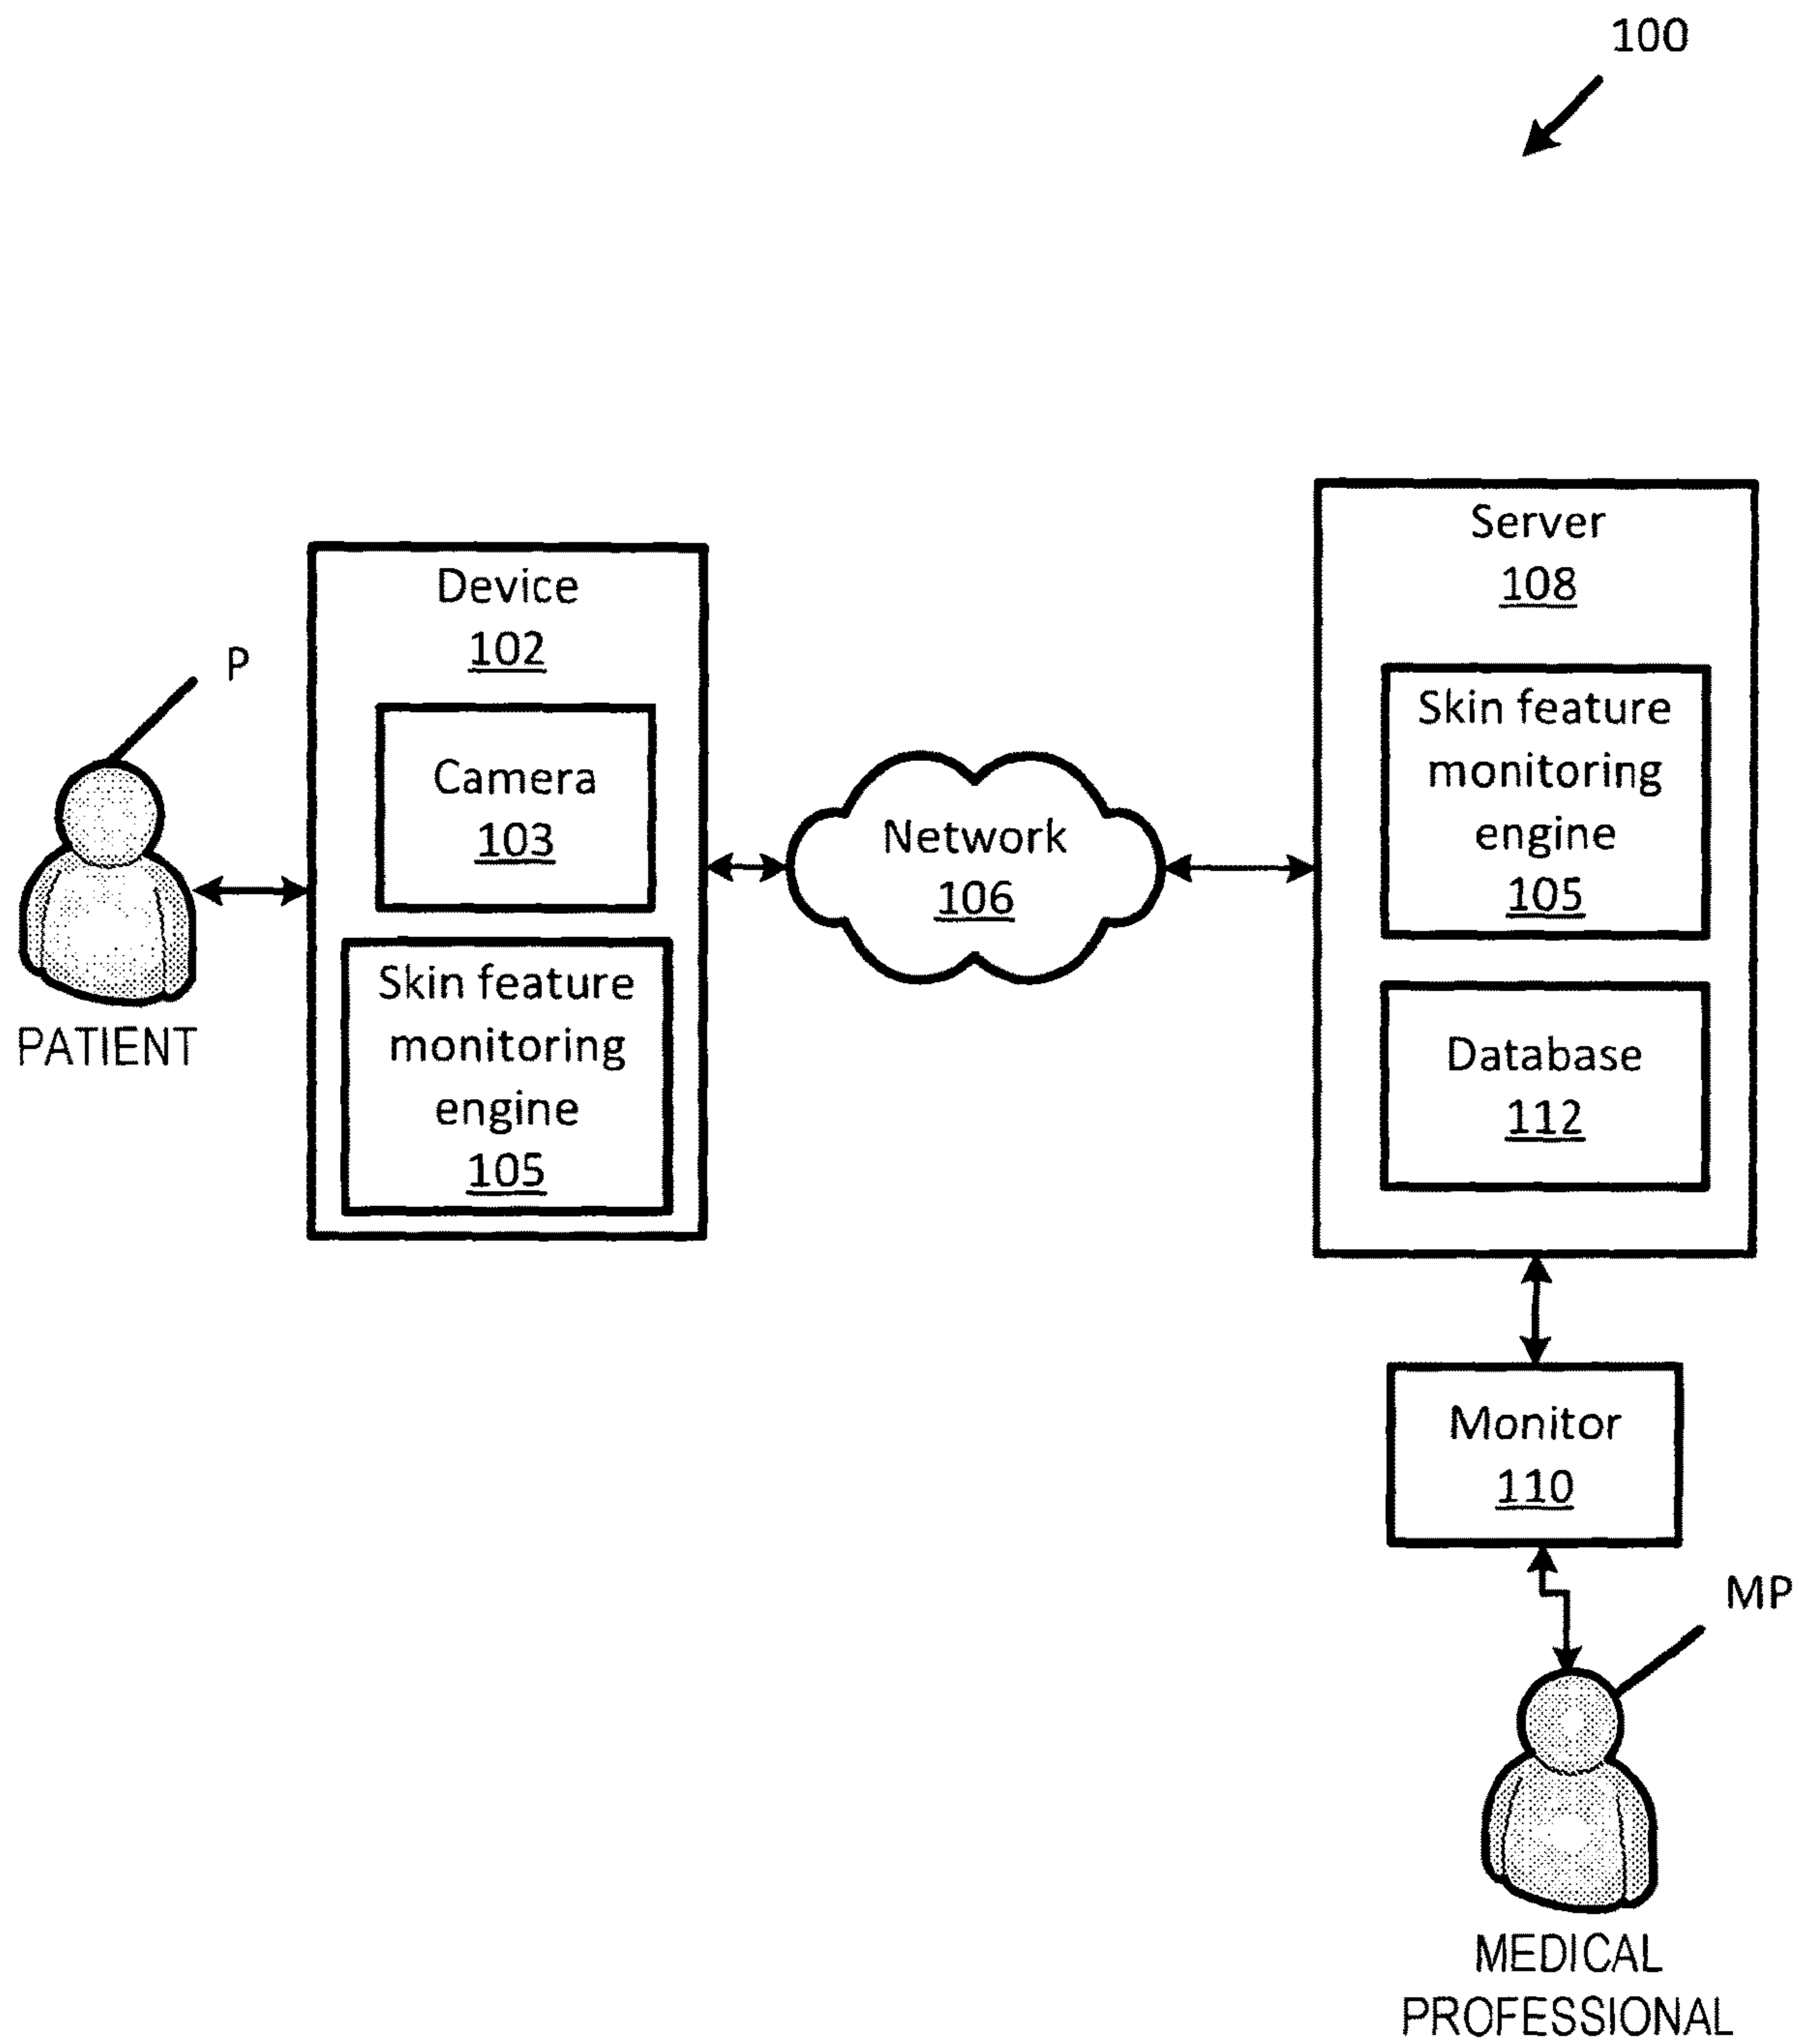 100
P
PATIENT
Device
102
Camera
103
Skin feature
monitoring
engine
105
Network
106
Server
108
Skin feature
monitoring
engine
105
Database
112
Monitor
110
MP
MEDICAL
PROFESSIONAL